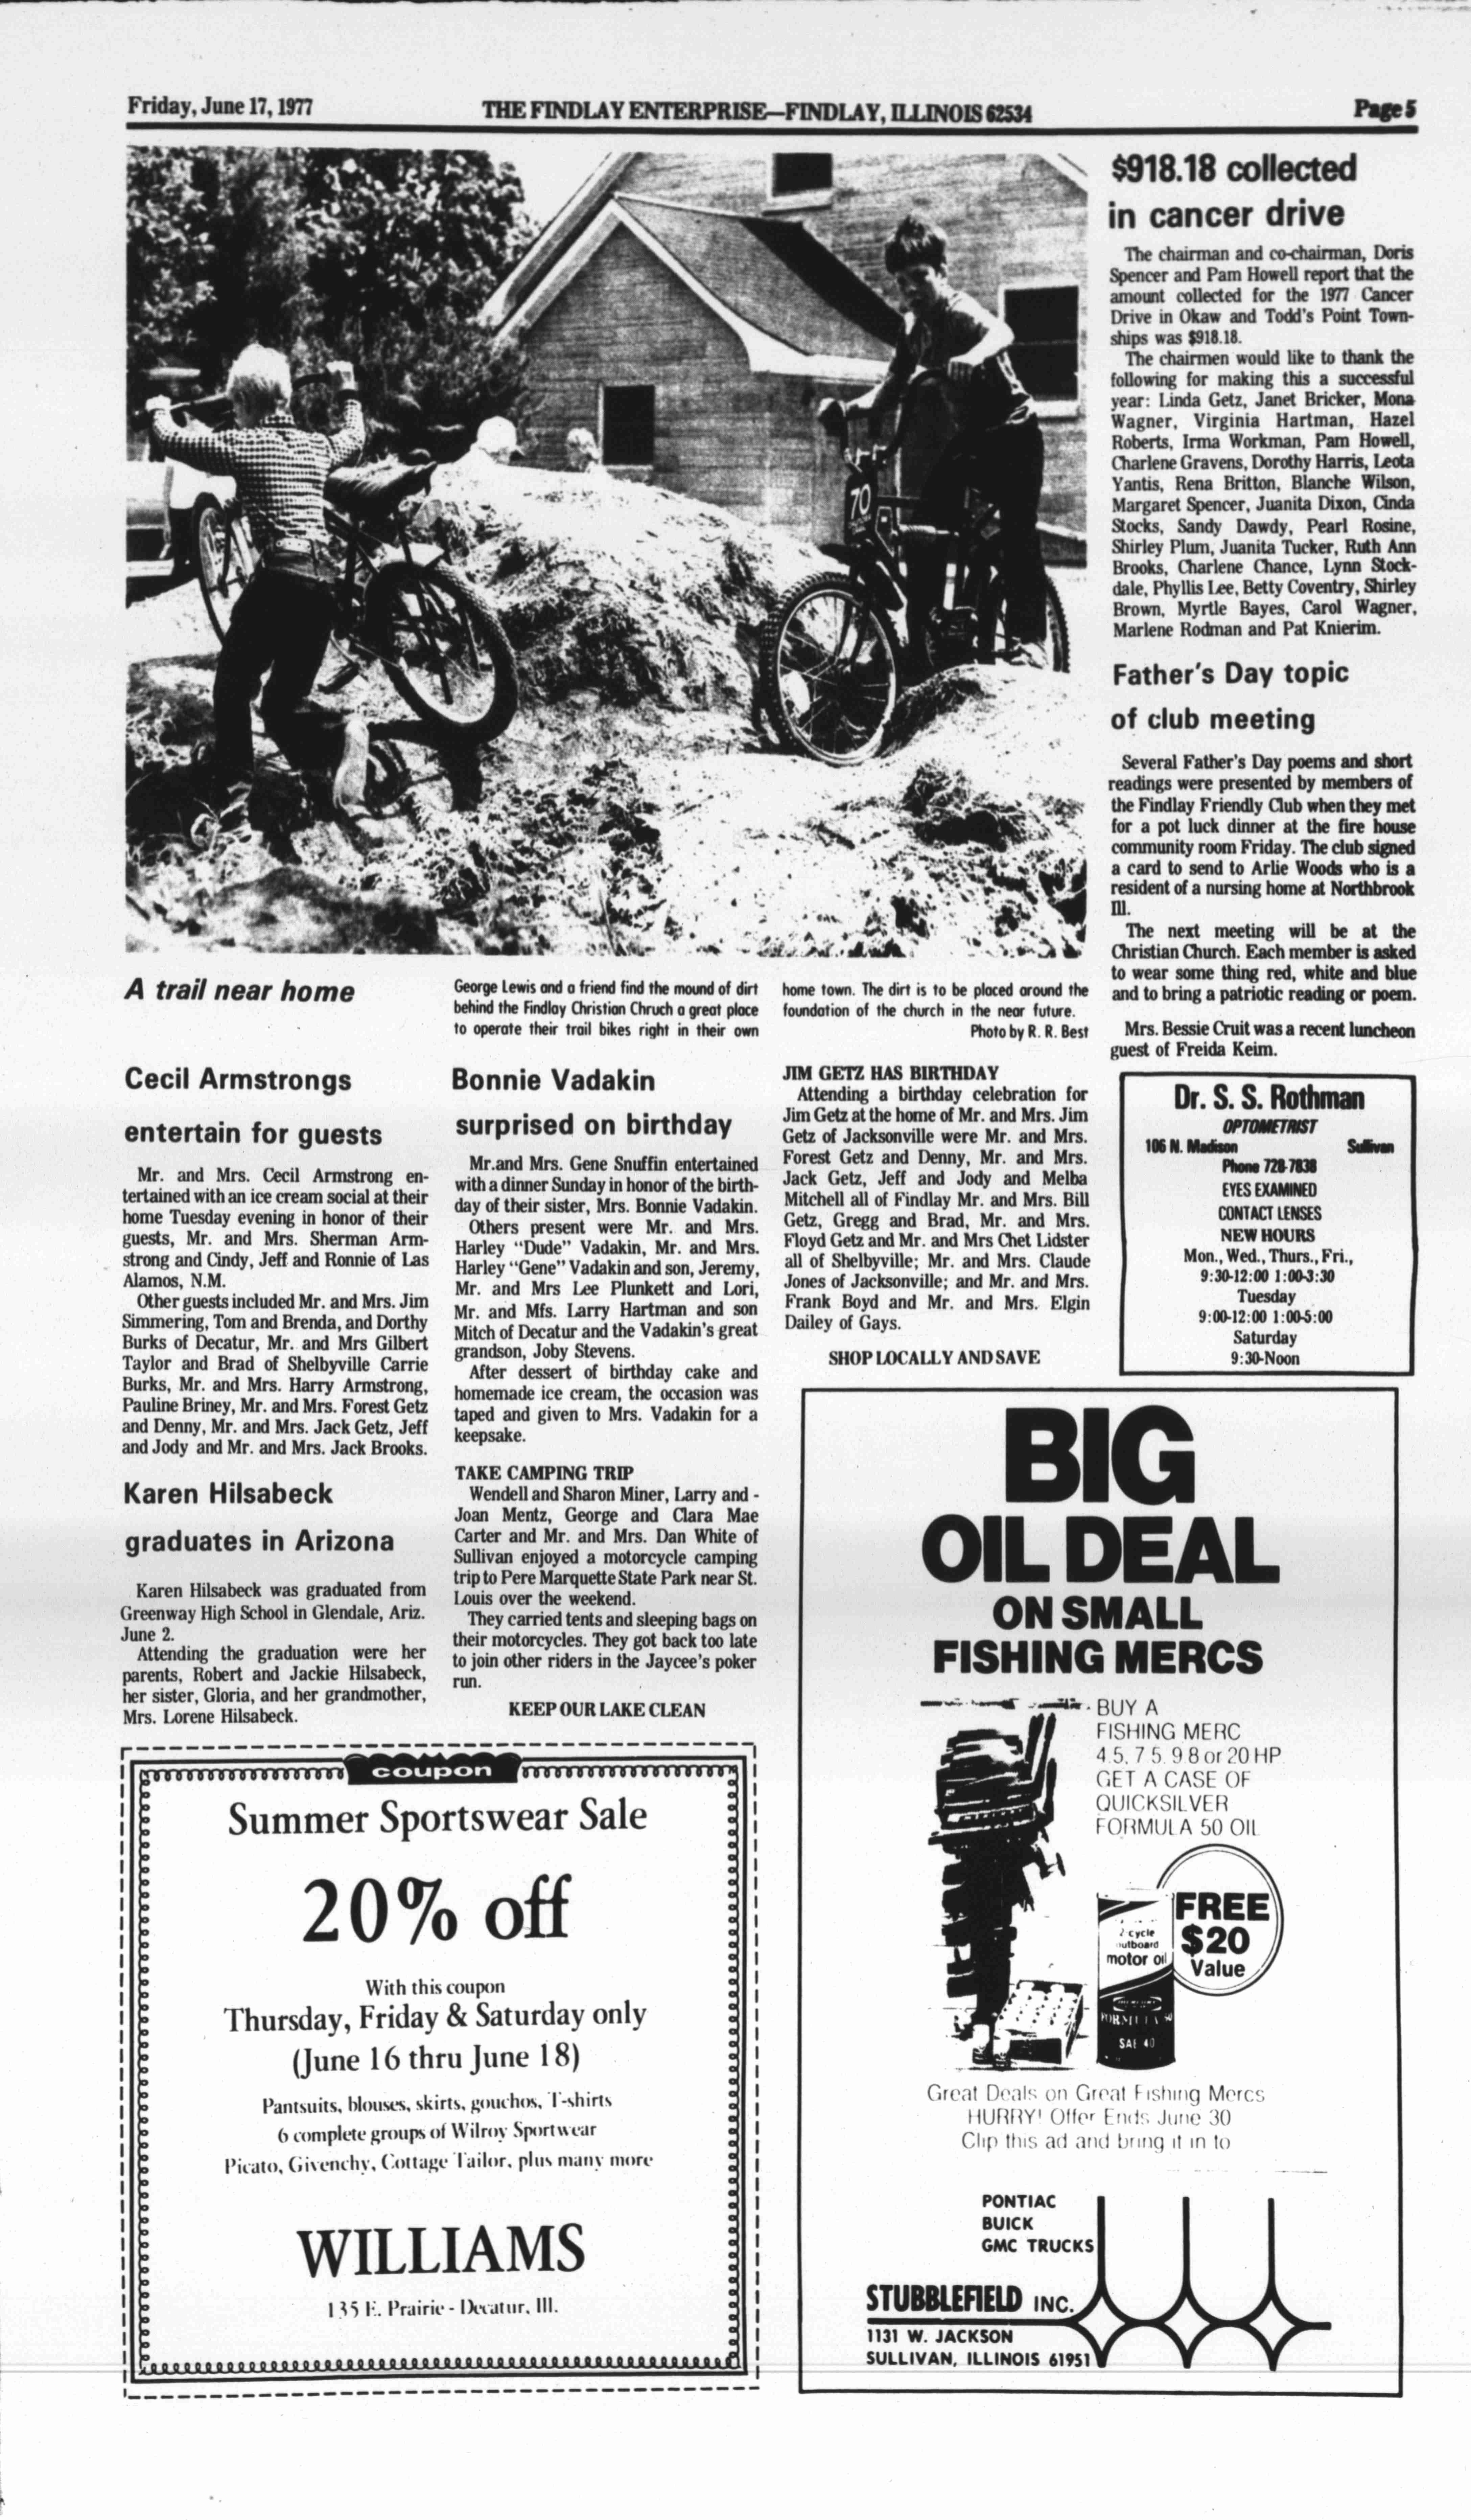 Friday, June 17, 1977
THE FINDLAY ENTERPRISE—FINDLAY, ILLINOIS 62534
Page 5
70
A trail near home
George Lewis and a friend find the mound of dirt
behind the Findlay Christian Chruch a great place
to operate their trail bikes right in their own
home town. The dirt is to be placed around the
foundation of the church in the near future.
Photo by R. R. Best
$918.18 collected
in cancer drive
The chairman and co-chairman, Doris
Spencer and Pam Howell report that the
amount collected for the 1977 Cancer
Drive in Okaw and Todd's Point Town-
ships was $918.18.
The chairmen would like to thank the
following for making this a successful
year: Linda Getz, Janet Bricker, Mona
Wagner, Virginia Hartman, Hazel
Roberts, Irma Workman, Pam Howell,
Charlene Gravens, Dorothy Harris, Leota
Yantis, Rena Britton, Blanche Wilson,
Margaret Spencer, Juanita Dixon, Cinda
Stocks, Sandy Dawdy, Pearl Rosine,
Shirley Plum, Juanita Tucker, Ruth Ann
Brooks, Charlene Chance, Lynn Stock-
dale, Phyllis Lee, Betty Coventry, Shirley
Brown, Myrtle Bayes, Carol Wagner,
Marlene Rodman and Pat Knierim.
Father's Day topic
of club meeting
Several Father's Day poems and short
readings were presented by members of
the Findlay Friendly Club when they met
for a pot luck dinner at the fire house
community room Friday. The club signed
a card to send to Arlie Woods who is a
resident of a nursing home at Northbrook
Ill.
The next meeting will be at the
Christian Church. Each member is asked
to wear some thing red, white and blue
and to bring a patriotic reading or poem.
Mrs. Bessie Cruit was a recent luncheon
guest of Freida Keim.
Cecil Armstrongs
entertain for guests
Mr. and Mrs. Cecil Armstrong en-
tertained with an ice cream social at their
home Tuesday evening in honor of their
guests, Mr. and Mrs. Sherman Arm-
strong and Cindy, Jeff and Ronnie of Las
Alamos, N.M.
Other guests included Mr. and Mrs. Jim
Simmering, Tom and Brenda, and Dorthy
Burks of Decatur, Mr. and Mrs Gilbert
Taylor and Brad of Shelbyville Carrie
Burks, Mr. and Mrs. Harry Armstrong,
Pauline Briney, Mr. and Mrs. Forest Getz
and Denny, Mr. and Mrs. Jack Getz, Jeff
and Jody and Mr. and Mrs. Jack Brooks.
Karen Hilsabeck
graduates in Arizona
Karen Hilsabeck was graduated from
Greenway High School in Glendale, Ariz.
June 2.
Attending the graduation were her
parents, Robert and Jackie Hilsabeck,
her sister, Gloria, and her grandmother,
Mrs. Lorene Hilsabeck.
Bonnie Vadakin
surprised on birthday
Mr.and Mrs. Gene Snuffin entertained
with a dinner Sunday in honor of the birth-
day of their sister, Mrs. Bonnie Vadakin.
Others present were Mr. and Mrs.
Harley "Dude" Vadakin, Mr. and Mrs.
Harley "Gene" Vadakin and son, Jeremy,
Mr. and Mrs Lee Plunkett and Lori,
Mr. and Mfs. Larry Hartman and son
Mitch of Decatur and the Vadakin's great
grandson, Joby Stevens.
After dessert of birthday cake and
homemade ice cream, the occasion was
taped and given to Mrs. Vadakin for a
keepsake.
TAKE CAMPING TRIP
Wendell and Sharon Miner, Larry and -
Joan Mentz, George and Clara Mae
Carter and Mr. and Mrs. Dan White of
Sullivan enjoyed a motorcycle camping
trip to Pere Marquette State Park near St.
Louis over the weekend.
They carried tents and sleeping bags on
their motorcycles. They got back too late
to join other riders in the Jaycee's poker
run.
KEEP OUR LAKE CLEAN
JIM GETZ HAS BIRTHDAY
Attending a birthday celebration for
Jim Getz at the home of Mr. and Mrs. Jim
Getz of Jacksonville were Mr. and Mrs.
Forest Getz and Denny, Mr. and Mrs.
Jack Getz, Jeff and Jody and Melba
Mitchell all of Findlay Mr. and Mrs. Bill
Getz, Gregg and Brad, Mr. and Mrs.
Floyd Getz and Mr. and Mrs Chet Lidster
all of Shelbyville; Mr. and Mrs. Claude
Jones of Jacksonville; and Mr. and Mrs.
Frank Boyd and Mr. and Mrs. Elgin
Dailey of Gays.
SHOP LOCALLY AND SAVE
Dr. S. S. Rothman
OPTOMETRIST
106 N. Madison Sullivan
Phone 728-7838
EYES EXAMINED
CONTACT LENSES
NEW HOURS
Mon., Wed., Thurs., Fri.,
9:30-12:00 1:00-3:30
Tuesday
9:00-12:00 1:00-5:00
Saturday
9:30-Noon
coupon
Summer Sportswear Sale
20% off
With this coupon
Thursday, Friday & Saturday only
(June 16 thru June 18)
Pantsuits, blouses, skirts, gouchos, T-shirts
6 complete groups of Wilroy Sportwear
Picato, Givenchy, Cottage Tailor, plus many more
WILLIAMS
135 E. Prairie - Decatur, Ill.
BIG
OIL DEAL
ON SMALL
FISHING MERCS
BUY A
FISHING MERC
4.5, 7.5, 9.8 or 20 HP
GET A CASE OF
QUICKSILVER
FORMULA 50 OIL
FREE
$20
Value
2 cycle
outboard
motor oil
FORMULA 50
SAE 40
Great Deals on Great Fishing Mercs
HURRY! Offer Ends June 30
Clip this ad and bring it in to
PONTIAC
BUICK
GMC TRUCKS
STUBBLEFIELD INC.
1131 W. JACKSON
SULLIVAN, ILLINOIS 61951